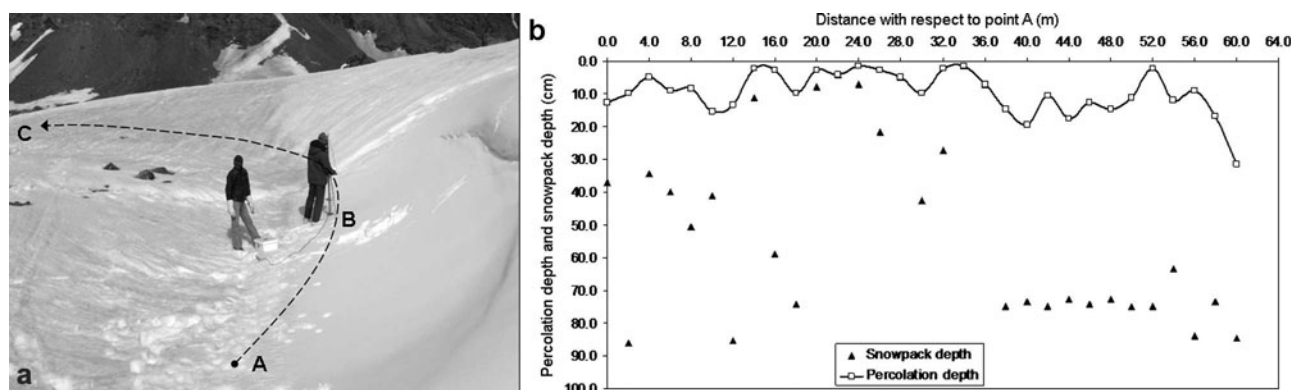 C
B
A
a
b
Distance with respect to point A (m)
0.0 4.0 8.0 12.0 16.0 20.0 24.0 28.0 32.0 36.0 40.0 44.0 48.0 52.0 56.0 60.0 64.0
Percolation depth and snowpack depth (cm)
0.0
10.0
20.0
30.0
40.0
50.0
60.0
70.0
80.0
90.0
100.0
Snowpack depth
Percolation depth